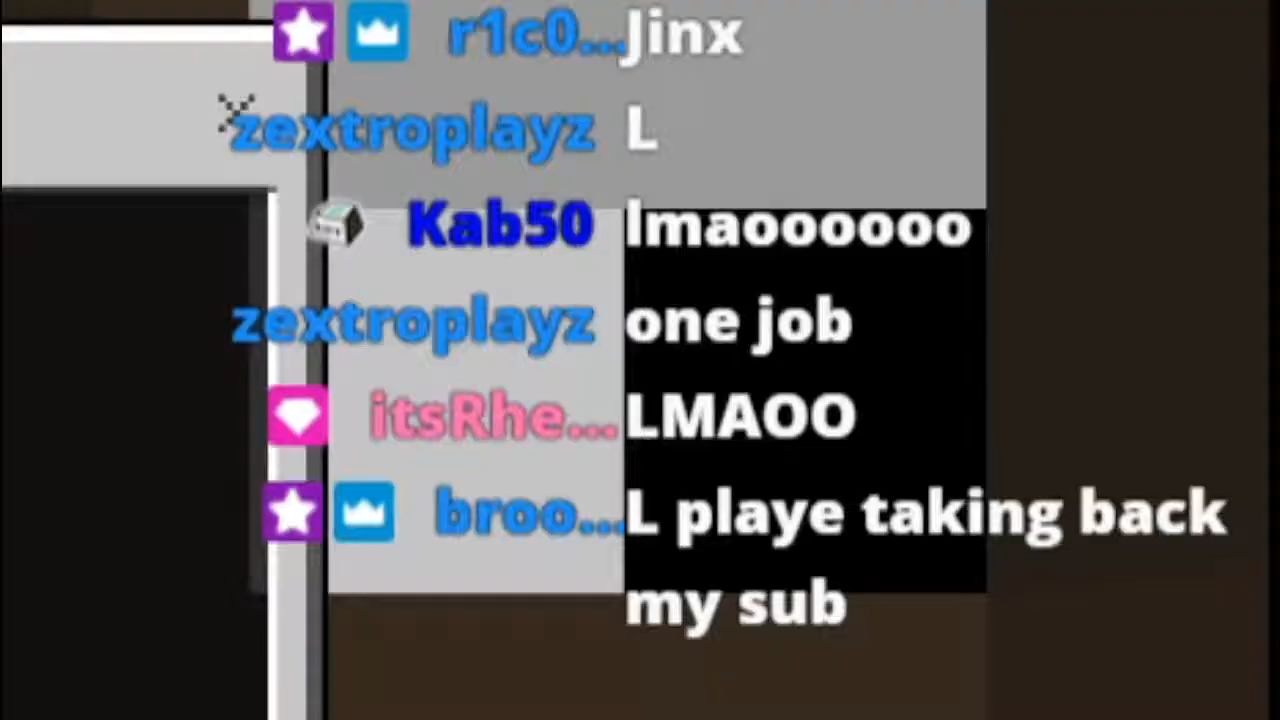 r1c0... Jinx
zextroplayz L
Kab50 lmaoooooo
zextroplayz one job
itsRhe... LMAOO
broo... L playe taking back
my sub